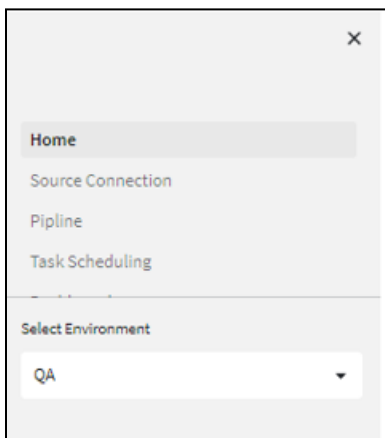 ×
Home
Source Connection
Pipline
Task Scheduling
Select Environment
QA